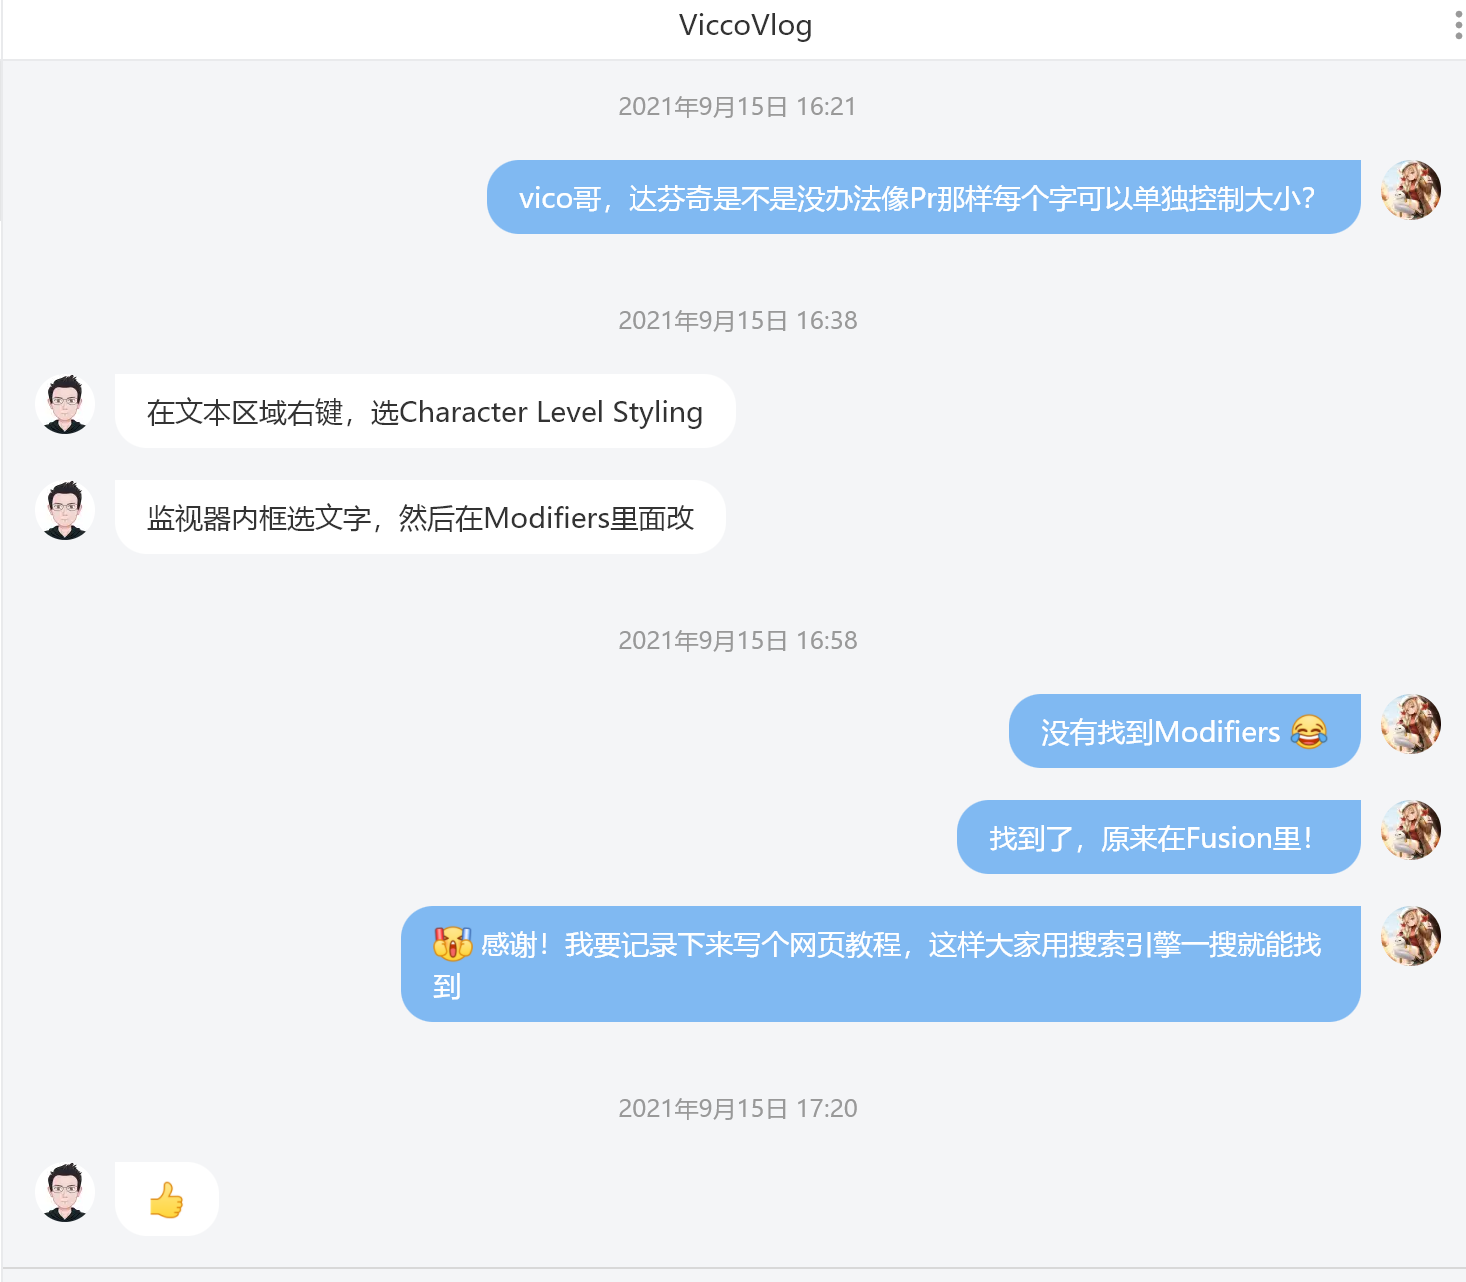 ViccoVlog
2021年9月15日 16:21
vico哥，达芬奇是不是没办法像Pr那样每个字可以单独控制大小？
2021年9月15日 16:38
在文本区域右键，选Character Level Styling
监视器内框选文字，然后在Modifiers里面改
2021年9月15日 16:58
没有找到Modifiers 😂
找到了，原来在Fusion里！
感谢！我要记录下来写个网页教程，这样大家用搜索引擎一搜就能找
到
2021年9月15日 17:20
👍